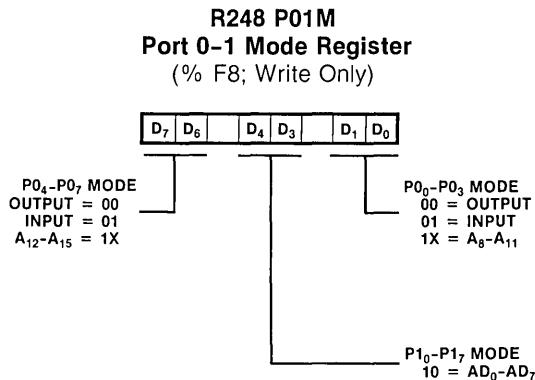 R248 P01M
Port 0–1 Mode Register
(% F8; Write Only)
D7 D6 D4 D3 D1 D0
P04-P07 MODE
OUTPUT = 00
INPUT = 01
A12-A15 = 1X
P00-P03 MODE
00 = OUTPUT
01 = INPUT
1X = A8-A11
P10-P17 MODE
10 = AD0-AD7